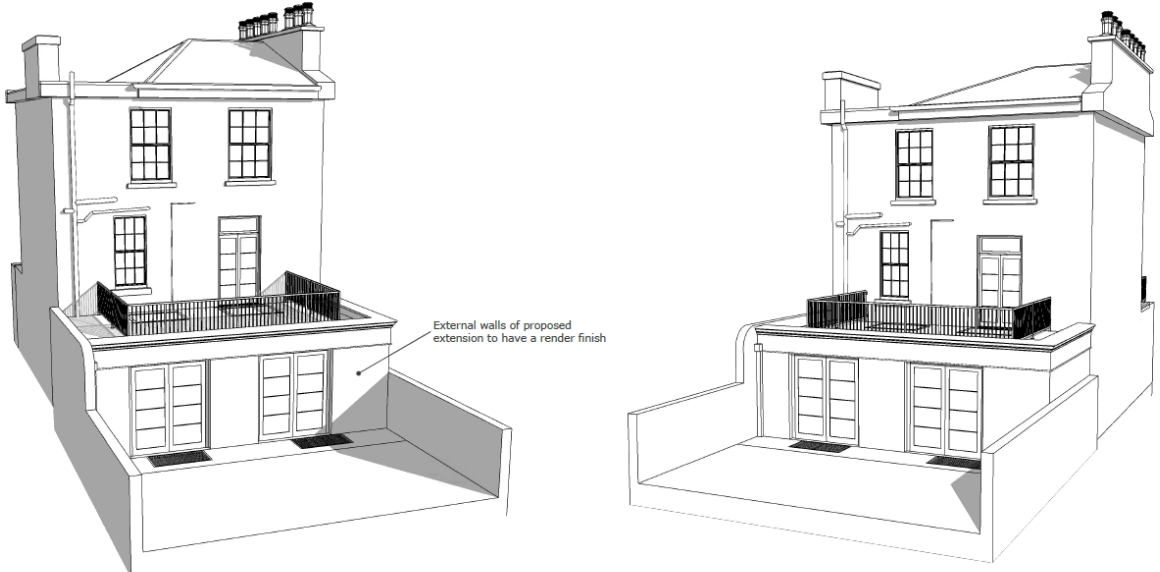 External walls of proposed
extension to have a render finish